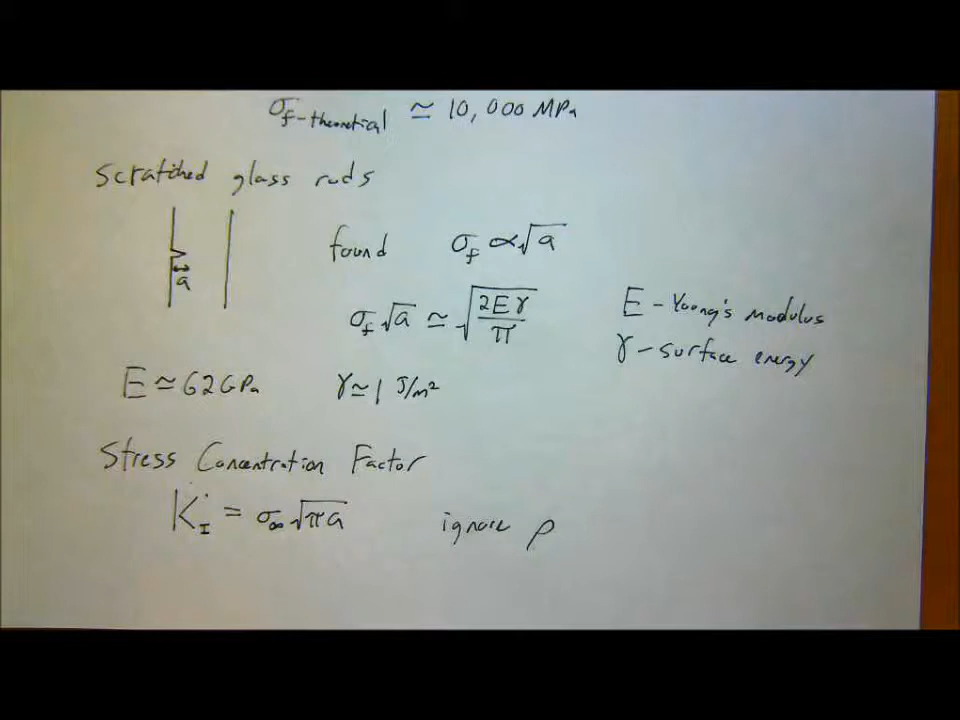 σf-theoretical ≃ 10,000 MPa
Scratched glass rods
found σf ∝ √a
a
σf √a ≃ √(2Eγ/π)
E - Young's modulus
γ - surface energy
E ≃ 62 GPa γ ≃ 1 J/m²
Stress Concentration Factor
K_I = σ∞ √πa ignore ρ